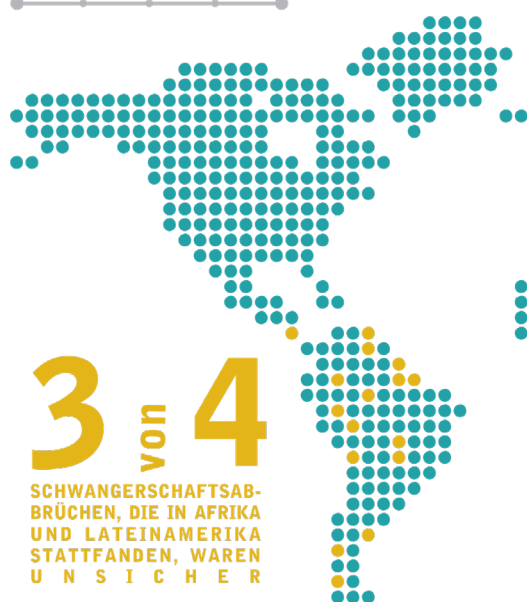 3 von 4
SCHWANGERSCHAFTSAB-
BRÜCHEN, DIE IN AFRIKA
UND LATEINAMERIKA
STATTFANDEN, WAREN
UNSICHER